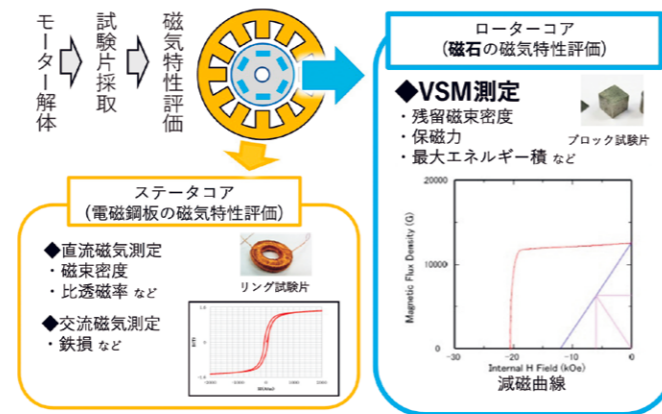 モーター解体
試験片採取
磁気特性評価
ローターコア
(磁石の磁気特性評価)
◆VSM測定
・残留磁束密度
・保磁力
・最大エネルギー積 など
ブロック試験片
20000
10000
0
-30
-20
-10
0
Magnetic Flux Density (G)
Internal H Field (kOe)
減磁曲線
ステータコア
(電磁鋼板の磁気特性評価)
◆直流磁気測定
・磁束密度
・比透磁率 など
◆交流磁気測定
・鉄損 など
リング試験片